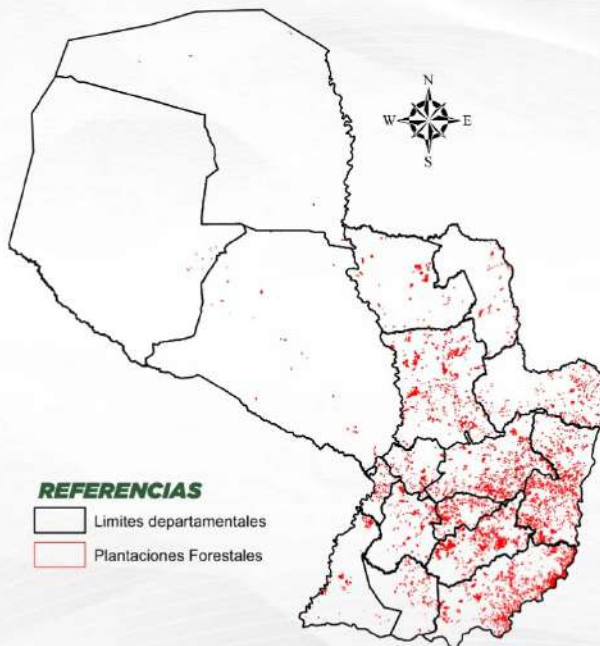 N
W E
S
REFERENCIAS
Limites departamentales
Plantaciones Forestales